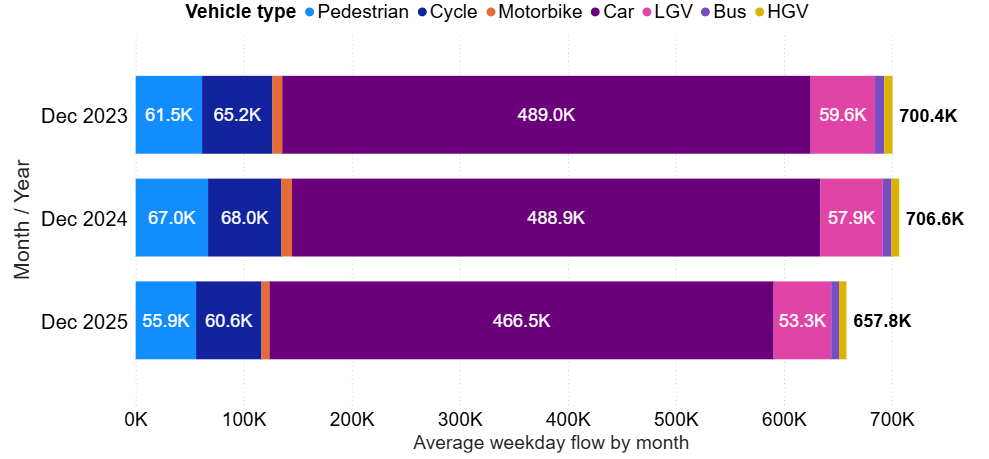 Vehicle type Pedestrian Cycle Motorbike Car LGV Bus HGV
Month / Year
Dec 2023 61.5K 65.2K 489.0K 59.6K 700.4K
Dec 2024 67.0K 68.0K 488.9K 57.9K 706.6K
Dec 2025 55.9K 60.6K 466.5K 53.3K 657.8K
0K 100K 200K 300K 400K 500K 600K 700K
Average weekday flow by month